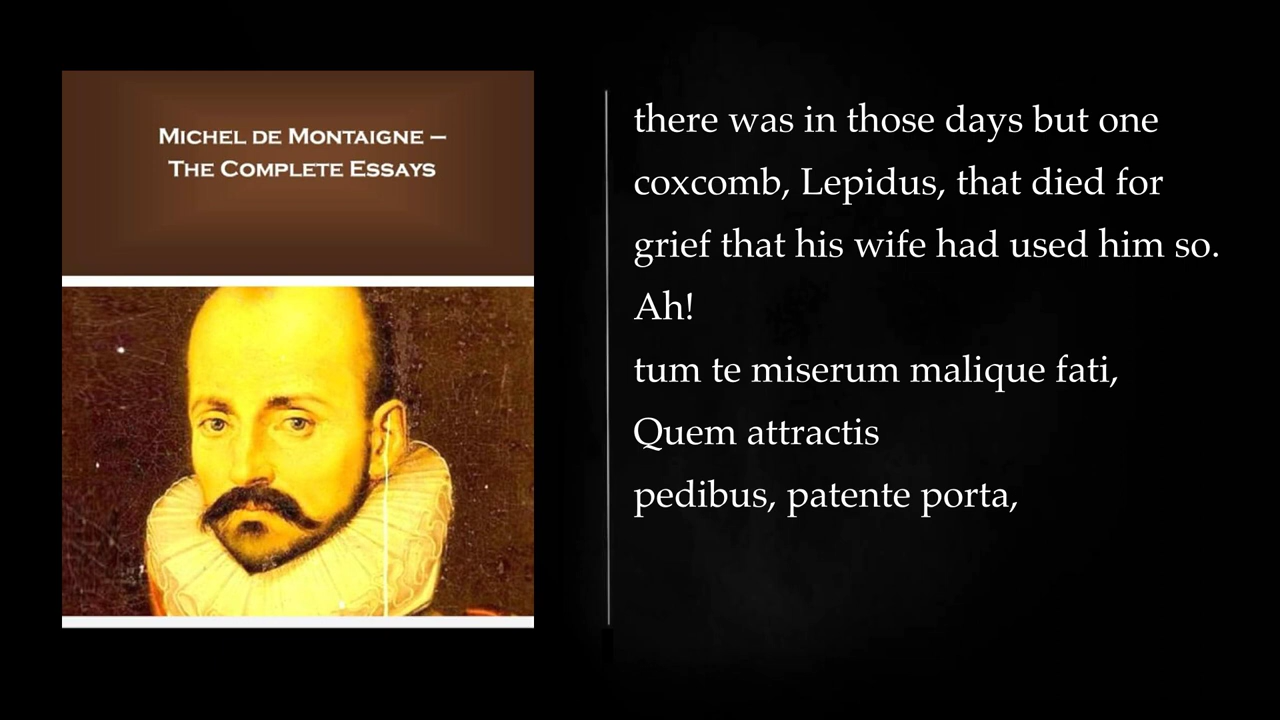 MICHEL DE MONTAIGNE –
THE COMPLETE ESSAYS
there was in those days but one
coxcomb, Lepidus, that died for
grief that his wife had used him so.
Ah!
tum te miserum malique fati,
Quem attractis
pedibus, patente porta,